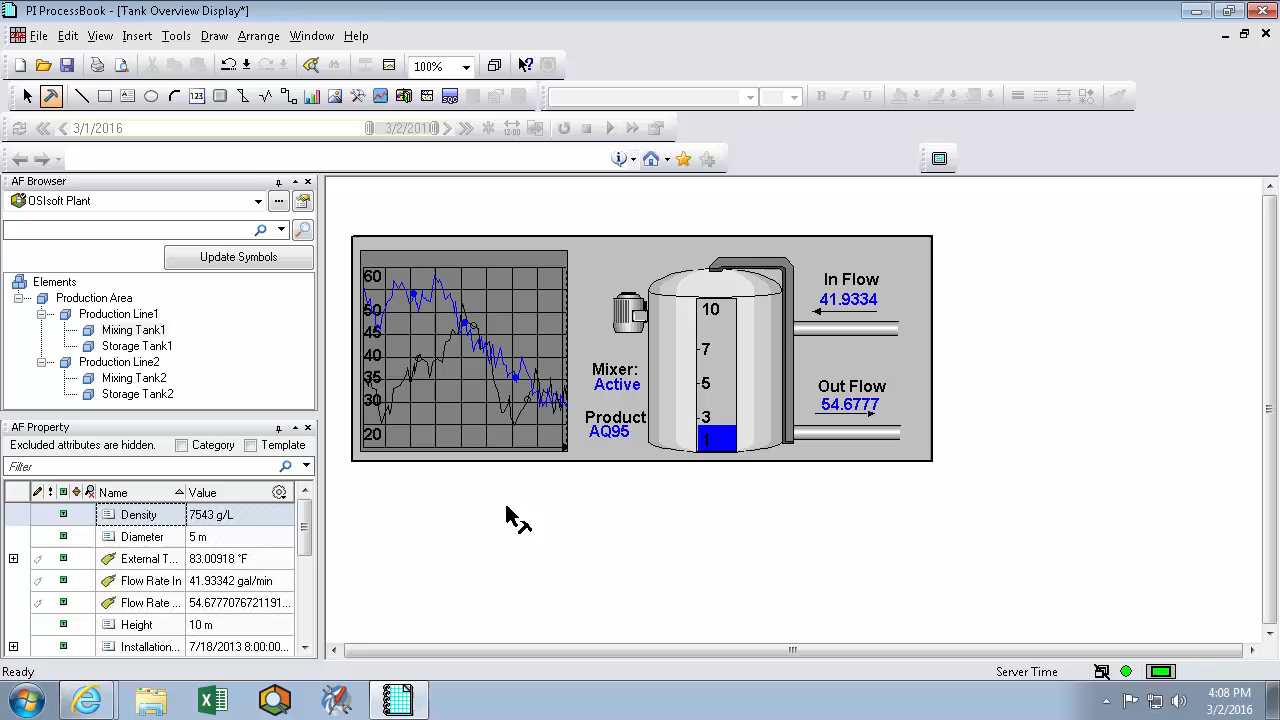 PI ProcessBook - [Tank Overview Display*]
File Edit View Insert Tools Draw Arrange Window Help
100%
123
B I U
3/1/2016
3/2/201
12:00
AF Browser
OSIsoft Plant
Update Symbols
Elements
Production Area
Production Line1
Mixing Tank1
Storage Tank1
Production Line2
Mixing Tank2
Storage Tank2
AF Property
Excluded attributes are hidden. Category Template
Filter
Name Value
Density 7543 g/L
Diameter 5 m
External T... 83.00918 °F
Flow Rate In 41.93342 gal/min
Flow Rate ... 54.6777076721191...
Height 10 m
Installation... 7/18/2013 8:00:00...
60
50
45
40
35
30
20
Mixer:
Active
Product
AQ95
10
7
5
3
1
In Flow
41.9334
Out Flow
54.6777
Ready
Server Time
4:08 PM
3/2/2016